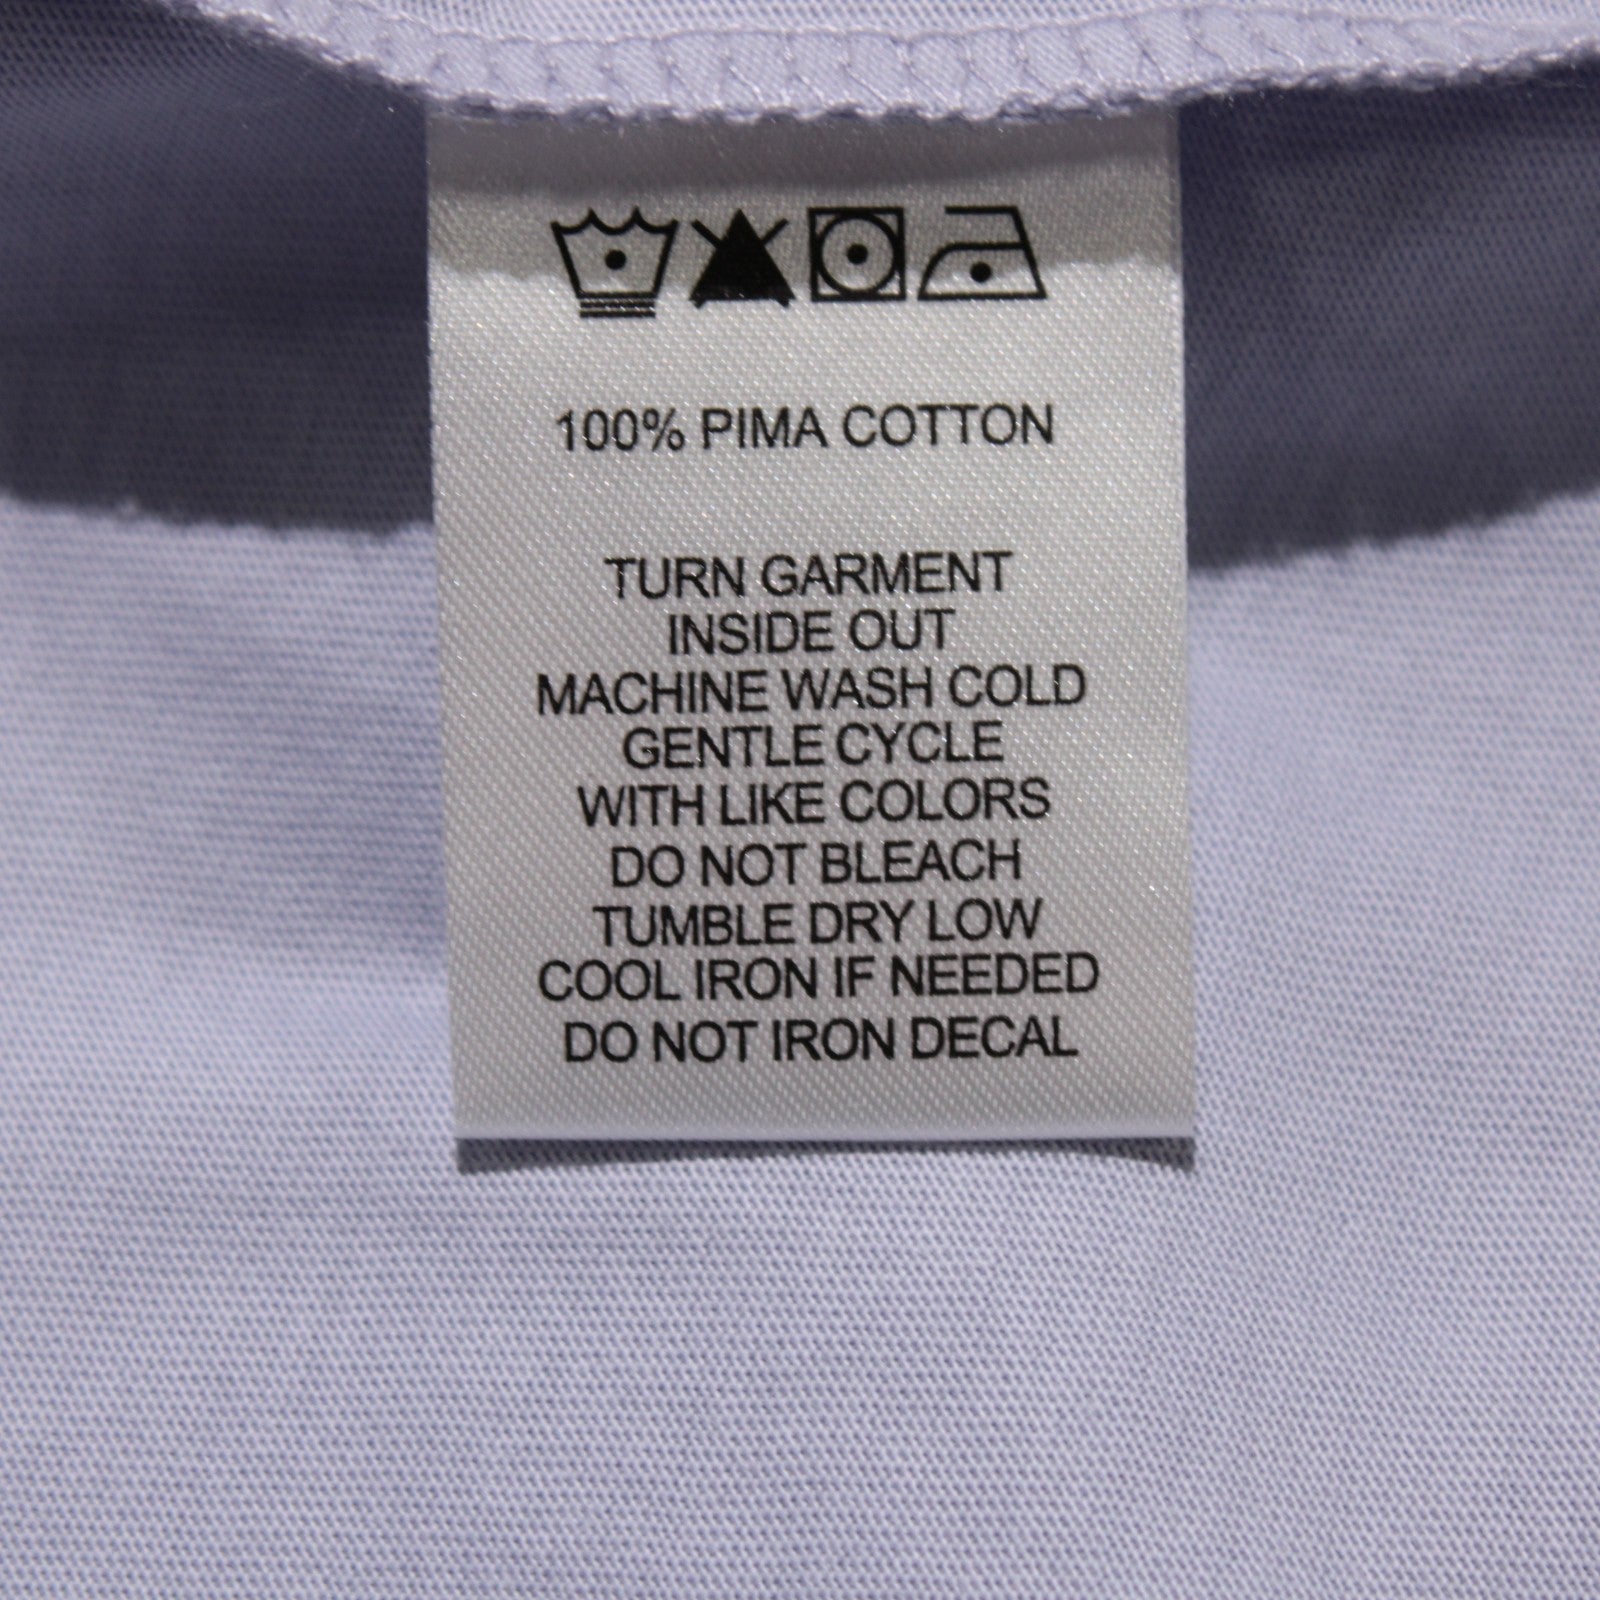 100% PIMA COTTON
TURN GARMENT
INSIDE OUT
MACHINE WASH COLD
GENTLE CYCLE
WITH LIKE COLORS
DO NOT BLEACH
TUMBLE DRY LOW
COOL IRON IF NEEDED
DO NOT IRON DECAL